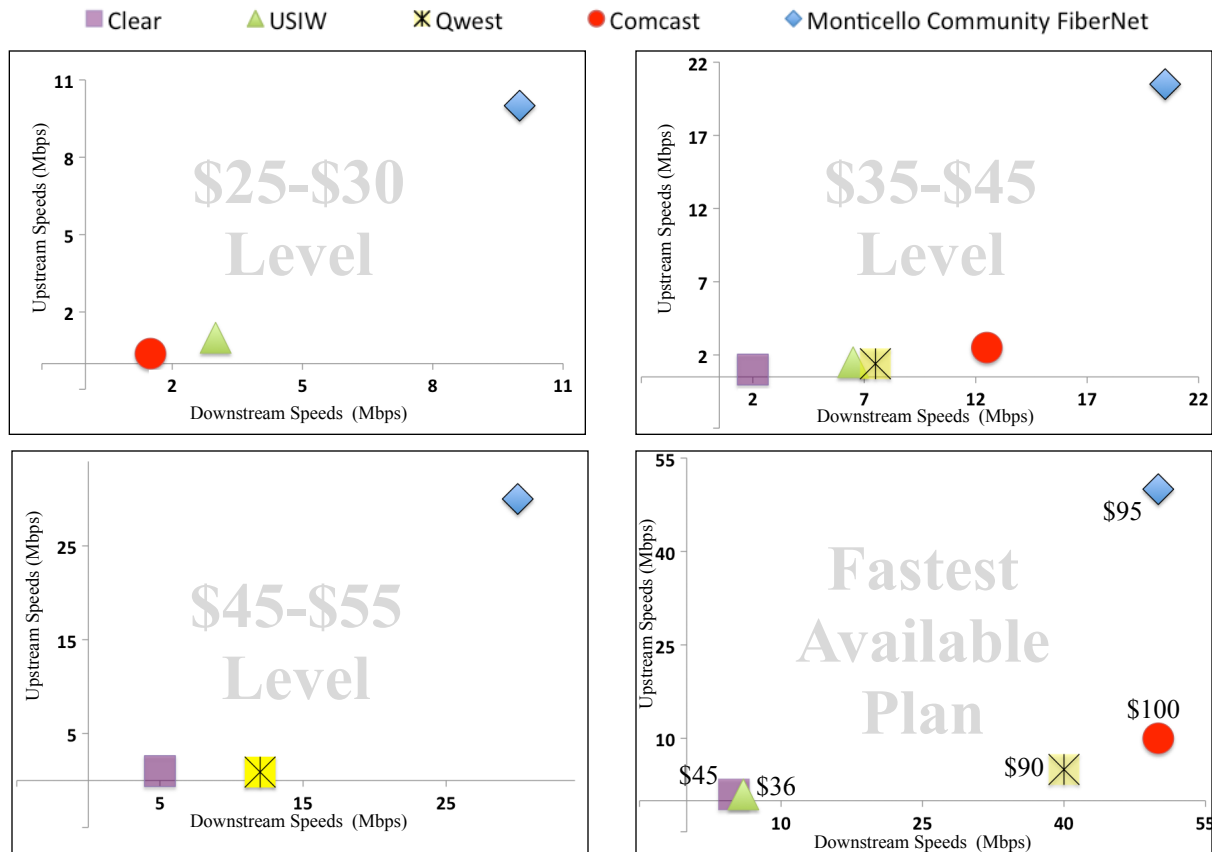 Clear USIW Qwest Comcast Monticello Community FiberNet
11
8
5
2
Upstream Speeds (Mbps)
$25-$30
Level
2 5 8 11
Downstream Speeds (Mbps)
22
17
12
7
2
Upstream Speeds (Mbps)
$35-$45
Level
2 7 12 17 22
Downstream Speeds (Mbps)
25
15
5
Upstream Speeds (Mbps)
$45-$55
Level
5 15 25
Downstream Speeds (Mbps)
55
40
25
10
Upstream Speeds (Mbps)
$95
Fastest
Available
Plan
$100
$90
$45
$36
10 25 40 55
Downstream Speeds (Mbps)